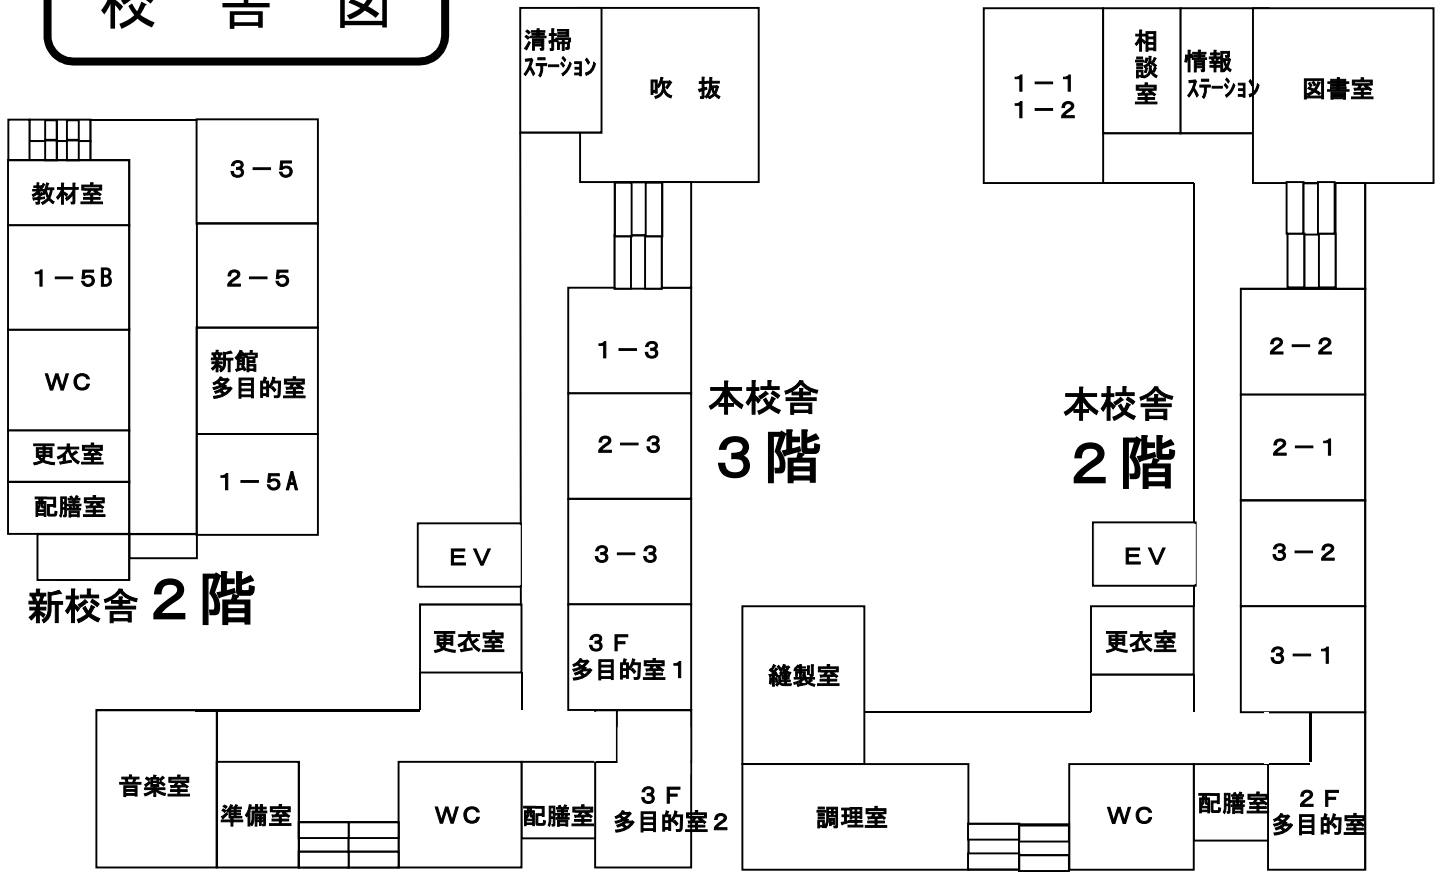 校 舎 図
教材室
１－５B
ＷＣ
更衣室
配膳室
３－５
２－５
新館
多目的室
１－５A
新校舎 ２階
清掃
ステーション
吹 抜
１－３
２－３
３－３
３Ｆ
多目的室１
ＥＶ
更衣室
音楽室
準備室
ＷＣ
配膳室
３Ｆ
多目的室２
本校舎
３階
１－１
１－２
相
談
室
情報
ステーション
図書室
２－２
２－１
３－２
３－１
本校舎
２階
ＥＶ
更衣室
縫製室
調理室
ＷＣ
配膳室
２Ｆ
多目的室